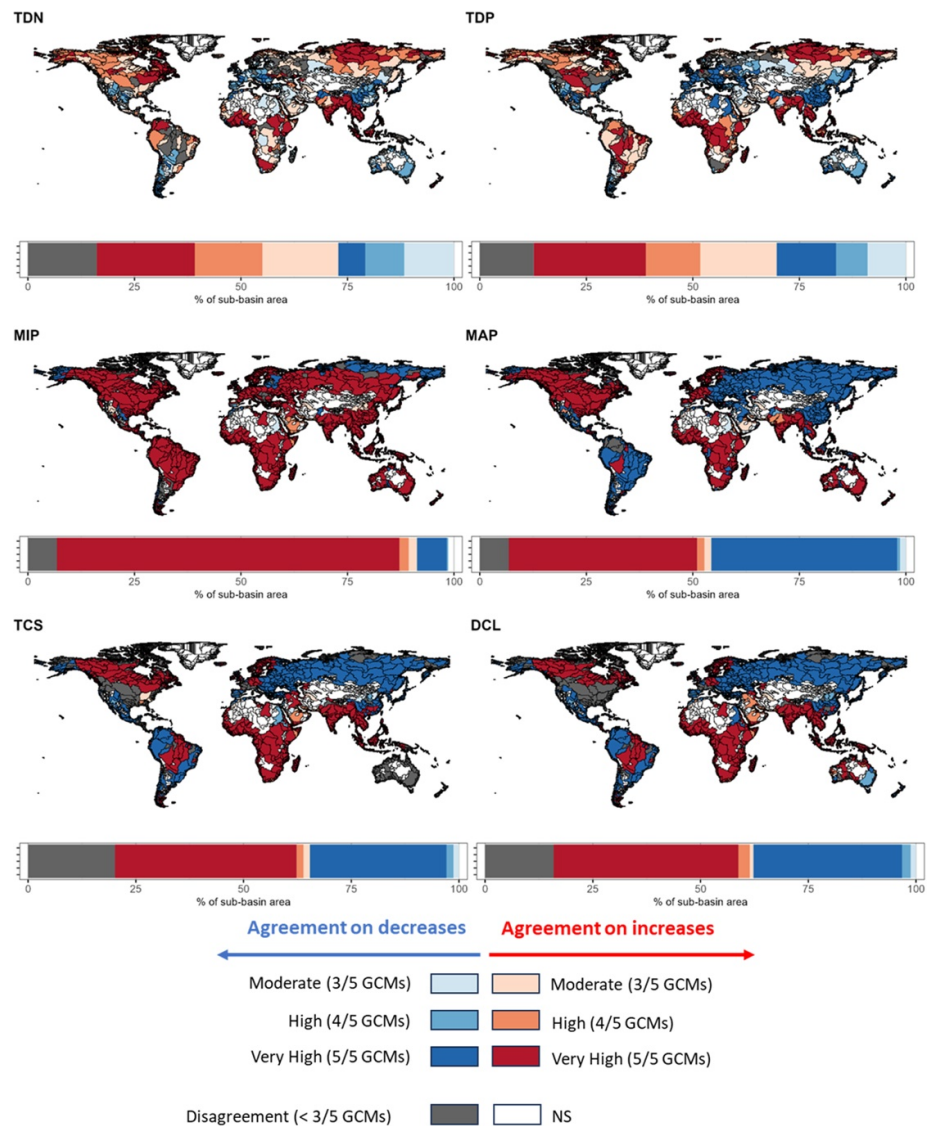 TDN TDP
0 25 50 75 100 0 25 50 75 100
% of sub-basin area % of sub-basin area
MIP MAP
0 25 50 75 100 0 25 50 75 100
% of sub-basin area % of sub-basin area
TCS DCL
0 25 50 75 100 0 25 50 75 100
% of sub-basin area % of sub-basin area
Agreement on decreases Agreement on increases
Moderate (3/5 GCMs) Moderate (3/5 GCMs)
High (4/5 GCMs) High (4/5 GCMs)
Very High (5/5 GCMs) Very High (5/5 GCMs)
Disagreement (< 3/5 GCMs) NS